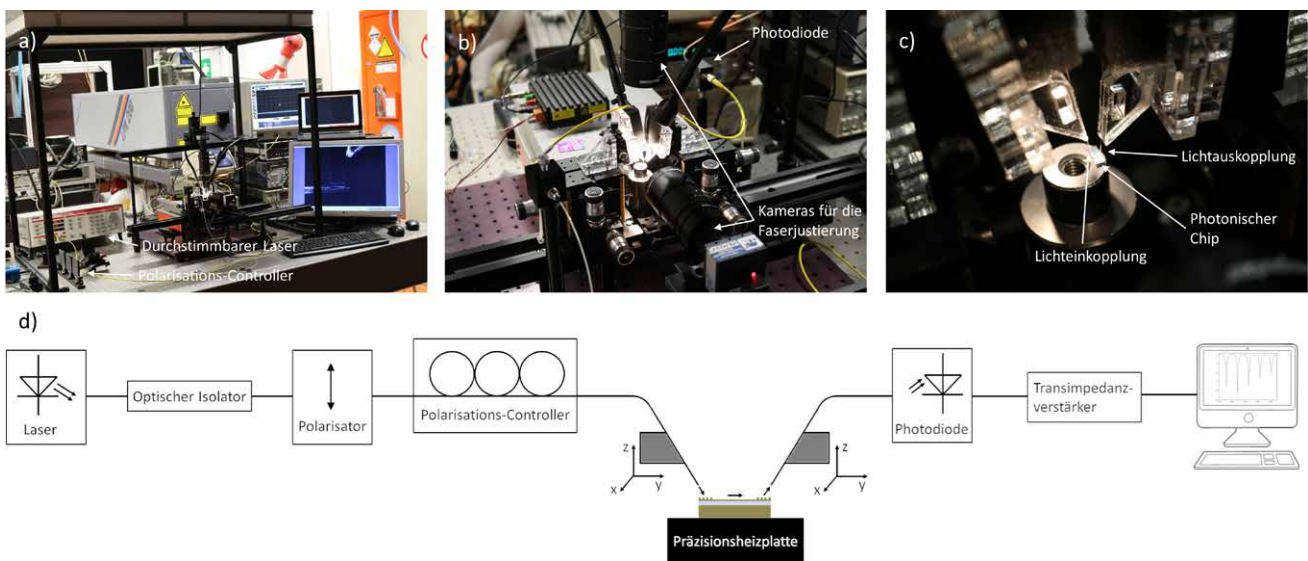 a)
Durchstimmbarer Laser
Polarisations-Controller
b)
Photodiode
Kameras für die
Faserjustierung
c)
Lichtauskopplung
Photonischer
Chip
Lichteinkopplung
d)
Laser
Optischer Isolator
Polarisator
Polarisations-Controller
z
y
x
Präzisionsheizplatte
z
y
x
Photodiode
Transimpedanz-
verstärker